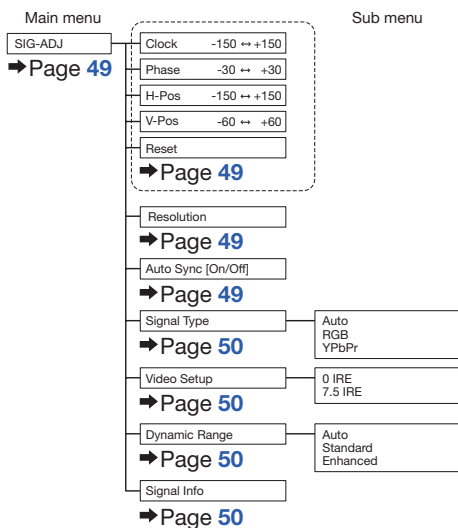 Main menu
Sub menu
SIG-ADJ
➡Page 49
Clock -150 ↔ +150
Phase -30 ↔ +30
H-Pos -150 ↔ +150
V-Pos -60 ↔ +60
Reset
➡Page 49
Resolution
➡Page 49
Auto Sync [On/Off]
➡Page 49
Signal Type
Auto
RGB
YPbPr
➡Page 50
Video Setup
0 IRE
7.5 IRE
➡Page 50
Dynamic Range
Auto
Standard
Enhanced
➡Page 50
Signal Info
➡Page 50